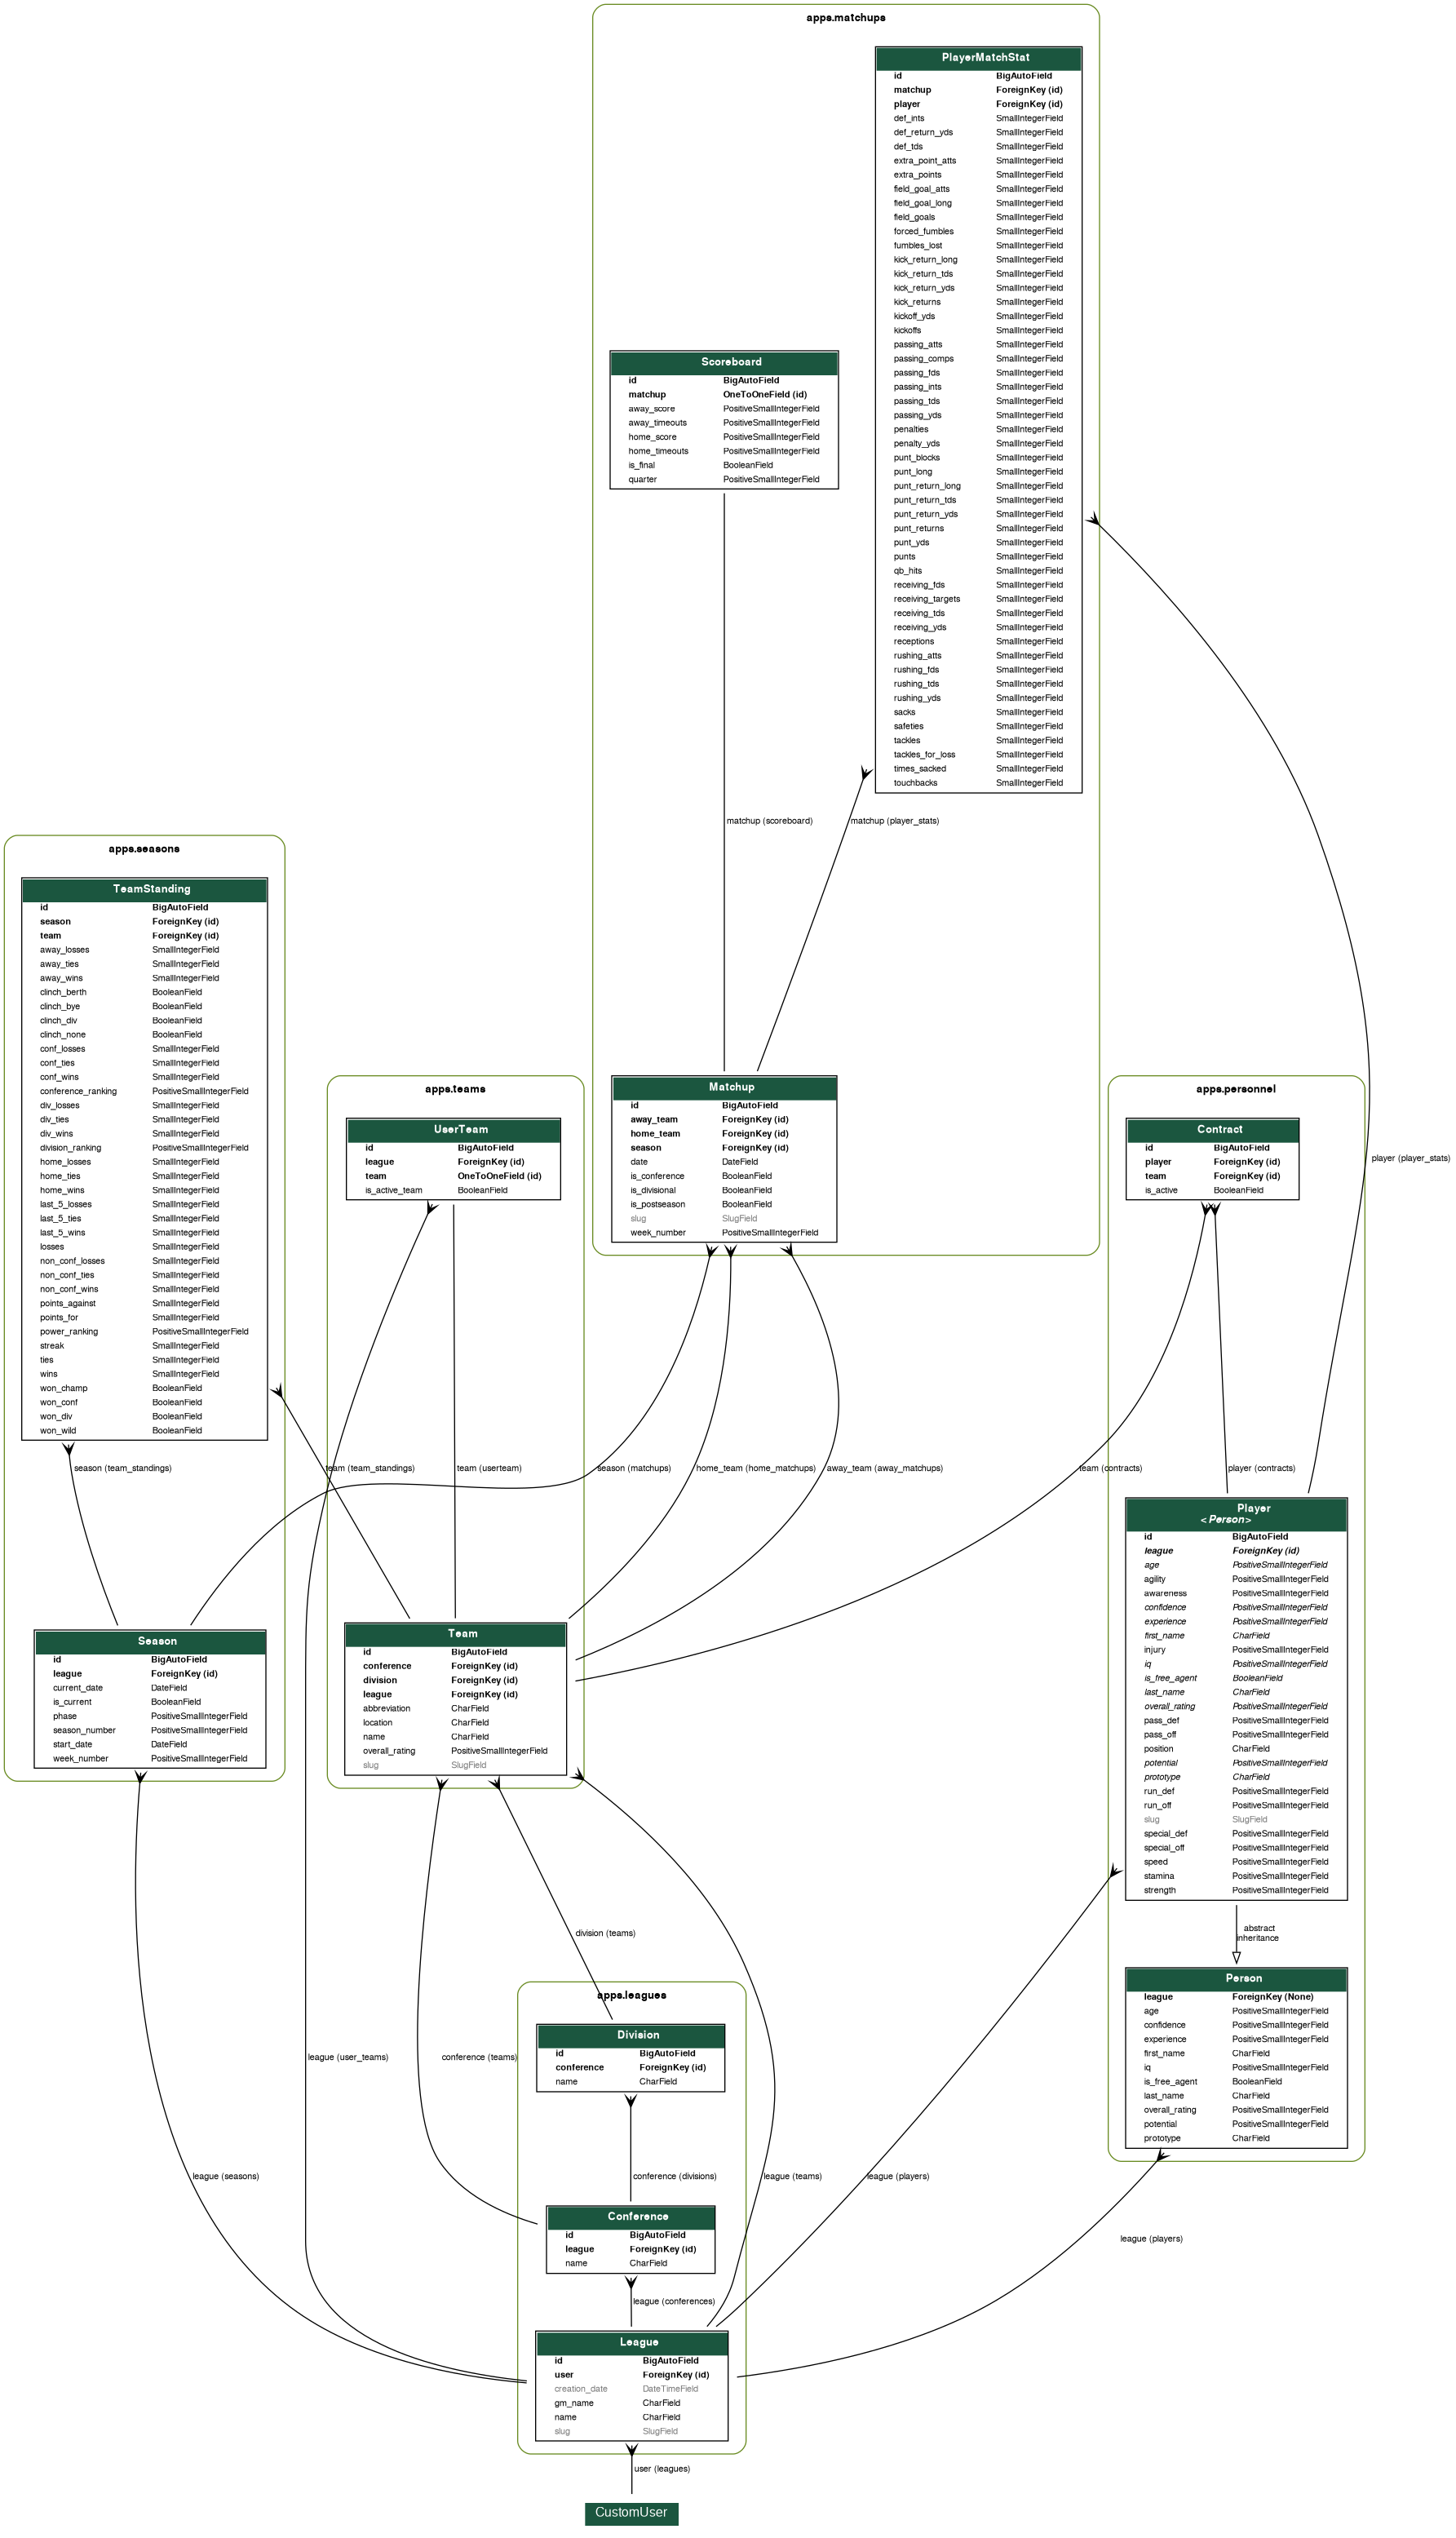 apps.matchups
PlayerMatchStat
id BigAutoField
matchup ForeignKey (id)
player ForeignKey (id)
def_ints SmallIntegerField
def_return_yds SmallIntegerField
def_tds SmallIntegerField
extra_point_atts SmallIntegerField
extra_points SmallIntegerField
field_goal_atts SmallIntegerField
field_goal_long SmallIntegerField
field_goals SmallIntegerField
forced_fumbles SmallIntegerField
fumbles_lost SmallIntegerField
kick_return_long SmallIntegerField
kick_return_tds SmallIntegerField
kick_return_yds SmallIntegerField
kick_returns SmallIntegerField
kickoff_yds SmallIntegerField
kickoffs SmallIntegerField
passing_atts SmallIntegerField
passing_comps SmallIntegerField
passing_fds SmallIntegerField
passing_ints SmallIntegerField
passing_tds SmallIntegerField
passing_yds SmallIntegerField
penalties SmallIntegerField
penalty_yds SmallIntegerField
punt_blocks SmallIntegerField
punt_long SmallIntegerField
punt_return_long SmallIntegerField
punt_return_tds SmallIntegerField
punt_return_yds SmallIntegerField
punt_returns SmallIntegerField
punt_yds SmallIntegerField
punts SmallIntegerField
qb_hits SmallIntegerField
receiving_fds SmallIntegerField
receiving_targets SmallIntegerField
receiving_tds SmallIntegerField
receiving_yds SmallIntegerField
receptions SmallIntegerField
rushing_atts SmallIntegerField
rushing_fds SmallIntegerField
rushing_tds SmallIntegerField
rushing_yds SmallIntegerField
sacks SmallIntegerField
safeties SmallIntegerField
tackles SmallIntegerField
tackles_for_loss SmallIntegerField
times_sacked SmallIntegerField
touchbacks SmallIntegerField
Scoreboard
id BigAutoField
matchup OneToOneField (id)
away_score PositiveSmallIntegerField
away_timeouts PositiveSmallIntegerField
home_score PositiveSmallIntegerField
home_timeouts PositiveSmallIntegerField
is_final BooleanField
quarter PositiveSmallIntegerField
matchup (scoreboard)
matchup (player_stats)
apps.seasons
TeamStanding
id BigAutoField
season ForeignKey (id)
team ForeignKey (id)
away_losses SmallIntegerField
away_ties SmallIntegerField
away_wins SmallIntegerField
clinch_berth BooleanField
clinch_bye BooleanField
clinch_div BooleanField
clinch_none BooleanField
conf_losses SmallIntegerField
conf_ties SmallIntegerField
conf_wins SmallIntegerField
conference_ranking PositiveSmallIntegerField
div_losses SmallIntegerField
div_ties SmallIntegerField
div_wins SmallIntegerField
division_ranking PositiveSmallIntegerField
home_losses SmallIntegerField
home_ties SmallIntegerField
home_wins SmallIntegerField
last_5_losses SmallIntegerField
last_5_ties SmallIntegerField
last_5_wins SmallIntegerField
losses SmallIntegerField
non_conf_losses SmallIntegerField
non_conf_ties SmallIntegerField
non_conf_wins SmallIntegerField
points_against SmallIntegerField
points_for SmallIntegerField
power_ranking PositiveSmallIntegerField
streak SmallIntegerField
ties SmallIntegerField
wins SmallIntegerField
won_champ BooleanField
won_conf BooleanField
won_div BooleanField
won_wild BooleanField
apps.teams
UserTeam
id BigAutoField
league ForeignKey (id)
team OneToOneField (id)
is_active_team BooleanField
Matchup
id BigAutoField
away_team ForeignKey (id)
home_team ForeignKey (id)
season ForeignKey (id)
date DateField
is_conference BooleanField
is_divisional BooleanField
is_postseason BooleanField
slug SlugField
week_number PositiveSmallIntegerField
apps.personnel
Contract
id BigAutoField
player ForeignKey (id)
team ForeignKey (id)
is_active BooleanField
player (player_stats)
season (team_standings)
team (team_standings)
team (userteam)
season (matchups)
home_team (home_matchups)
away_team (away_matchups)
team (contracts)
player (contracts)
Season
id BigAutoField
league ForeignKey (id)
current_date DateField
is_current BooleanField
phase PositiveSmallIntegerField
season_number PositiveSmallIntegerField
start_date DateField
week_number PositiveSmallIntegerField
Team
id BigAutoField
conference ForeignKey (id)
division ForeignKey (id)
league ForeignKey (id)
abbreviation CharField
location CharField
name CharField
overall_rating PositiveSmallIntegerField
slug SlugField
Player
<Person>
id BigAutoField
league ForeignKey (id)
age PositiveSmallIntegerField
agility PositiveSmallIntegerField
awareness PositiveSmallIntegerField
confidence PositiveSmallIntegerField
experience PositiveSmallIntegerField
first_name CharField
injury PositiveSmallIntegerField
iq PositiveSmallIntegerField
is_free_agent BooleanField
last_name CharField
overall_rating PositiveSmallIntegerField
pass_def PositiveSmallIntegerField
pass_off PositiveSmallIntegerField
position CharField
potential PositiveSmallIntegerField
prototype CharField
run_def PositiveSmallIntegerField
run_off PositiveSmallIntegerField
slug SlugField
special_def PositiveSmallIntegerField
special_off PositiveSmallIntegerField
speed PositiveSmallIntegerField
stamina PositiveSmallIntegerField
strength PositiveSmallIntegerField
division (teams)
abstract
inheritance
Person
league ForeignKey (None)
age PositiveSmallIntegerField
confidence PositiveSmallIntegerField
experience PositiveSmallIntegerField
first_name CharField
iq PositiveSmallIntegerField
is_free_agent BooleanField
last_name CharField
overall_rating PositiveSmallIntegerField
potential PositiveSmallIntegerField
prototype CharField
apps.leagues
Division
id BigAutoField
conference ForeignKey (id)
name CharField
league (user_teams)
conference (teams)
league (seasons)
conference (divisions)
league (teams)
league (players)
league (players)
Conference
id BigAutoField
league ForeignKey (id)
name CharField
league (conferences)
League
id BigAutoField
user ForeignKey (id)
creation_date DateTimeField
gm_name CharField
name CharField
slug SlugField
user (leagues)
CustomUser